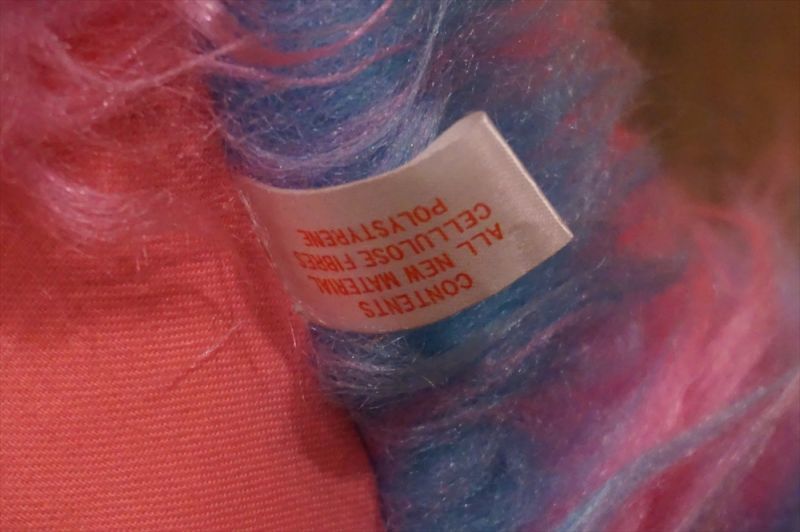 CONTENTS
ALL NEW MATERIAL
CELLULOSE FIBRES
POLYSTYRENE